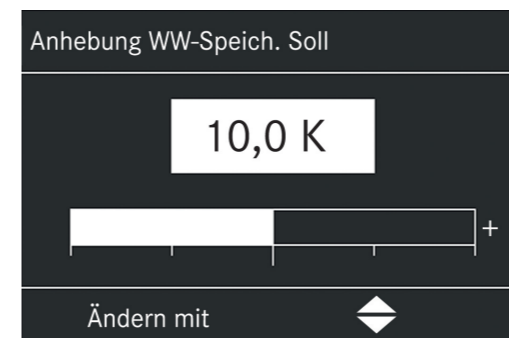 Anhebung WW-Speich. Soll
10,0 K
+
Ändern mit